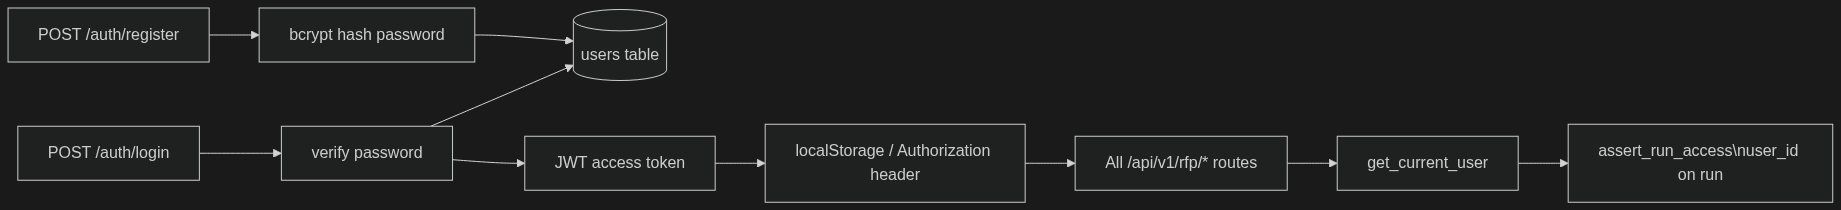 POST /auth/register
bcrypt hash password
users table
POST /auth/login
verify password
JWT access token
localStorage / Authorization
header
All /api/v1/rfp/* routes
get_current_user
assert_run_access\nuser_id
on run